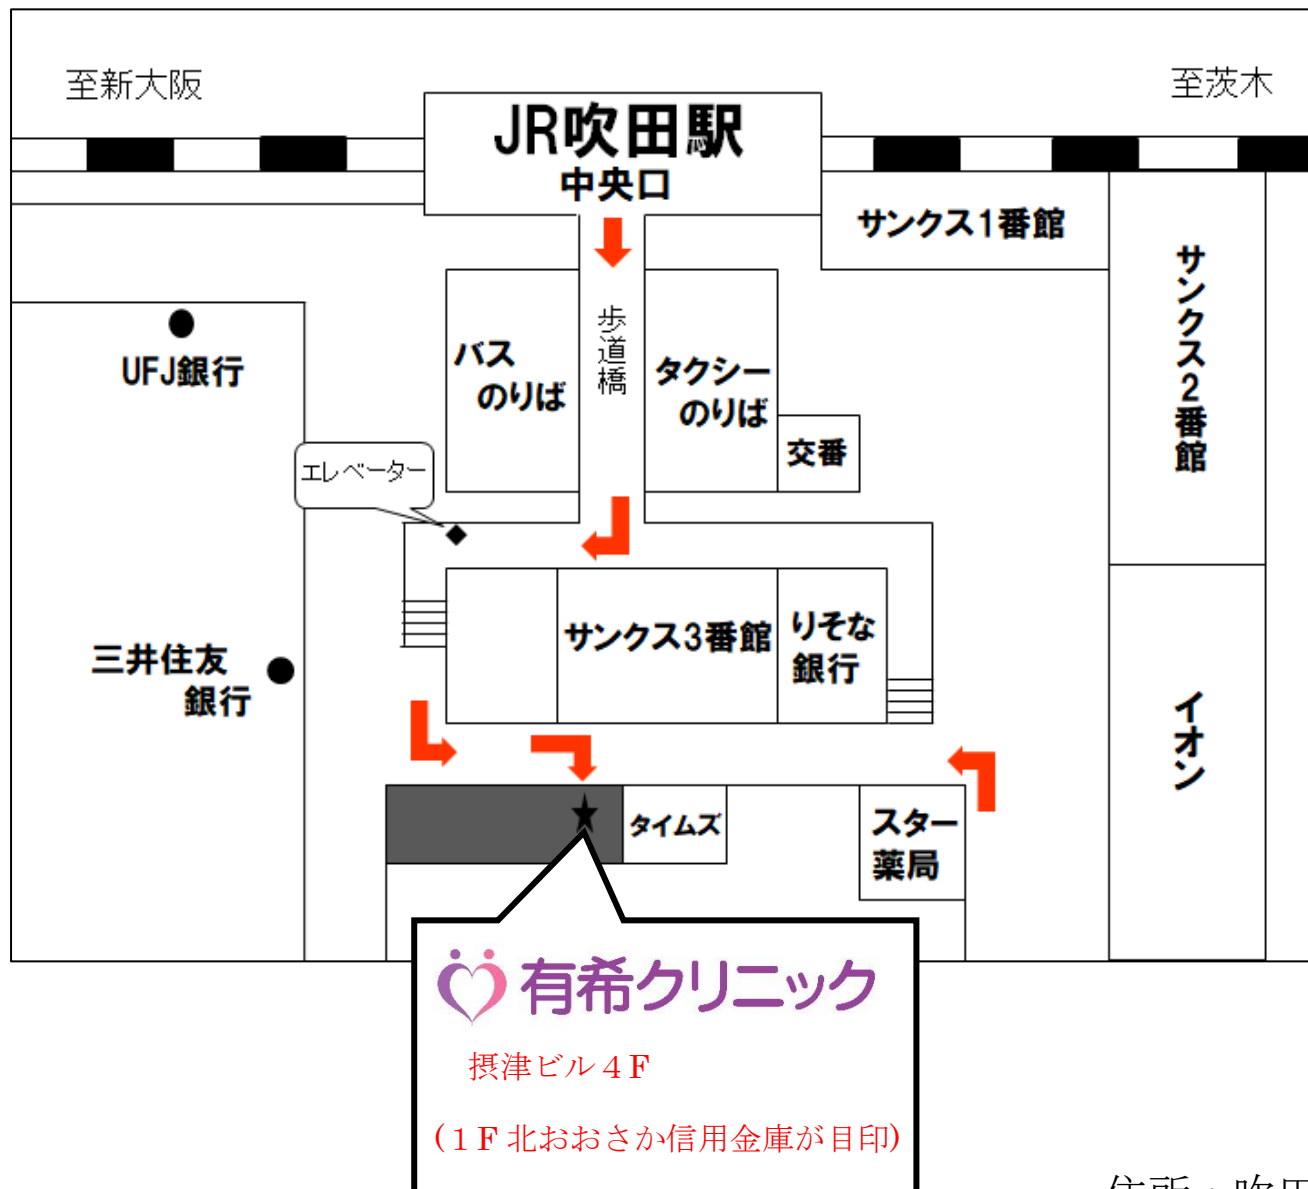 至新大阪
至茨木
JR吹田駅
中央口
サンクス1番館
サンクス2番館
歩道橋
UFJ銀行
バス
のりば
タクシー
のりば
交番
エレベーター
サンクス3番館
りそな
銀行
三井住友
銀行
イオン
タイムズ
スター
薬局
有希クリニック
摂津ビル４F
(１F 北おおさか信用金庫が目印)